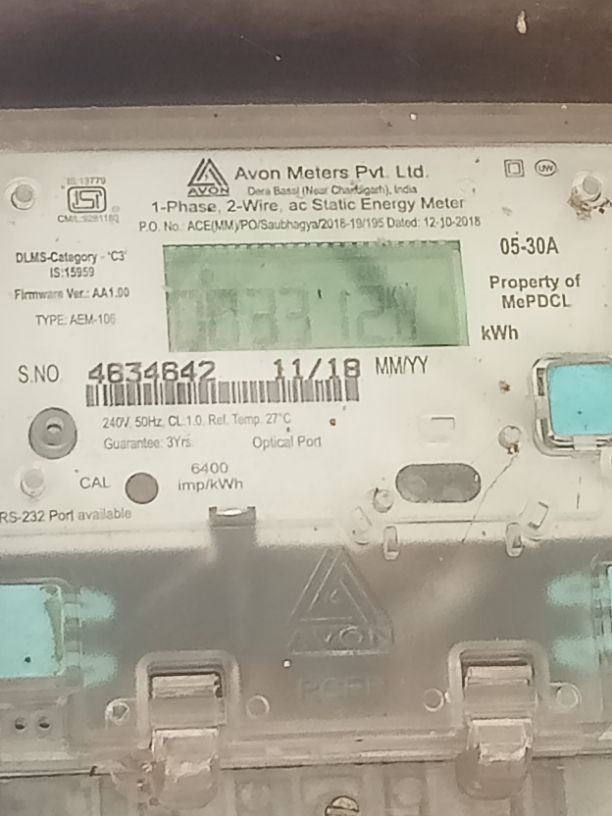 IS:13779
CM/L:9281180
AVON
Avon Meters Pvt. Ltd.
Dera Bassi (Near Chandigarh), India
1-Phase, 2-Wire, ac Static Energy Meter
P.O. No.: ACE(MM)/PO/Saubhagya/2018-19/195 Dated: 12-10-2018
UW
DLMS-Category - 'C3'
IS:15959
Firmware Ver.: AA1.00
TYPE: AEM-106
05-30A
Property of
MePDCL
kWh
S.NO. 4634642 11/18 MM/YY
240V, 50Hz, CL:1.0, Ref. Temp. 27°C
Guarantee: 3Yrs. Optical Port
CAL 6400
imp/kWh
RS-232 Port available
AVON